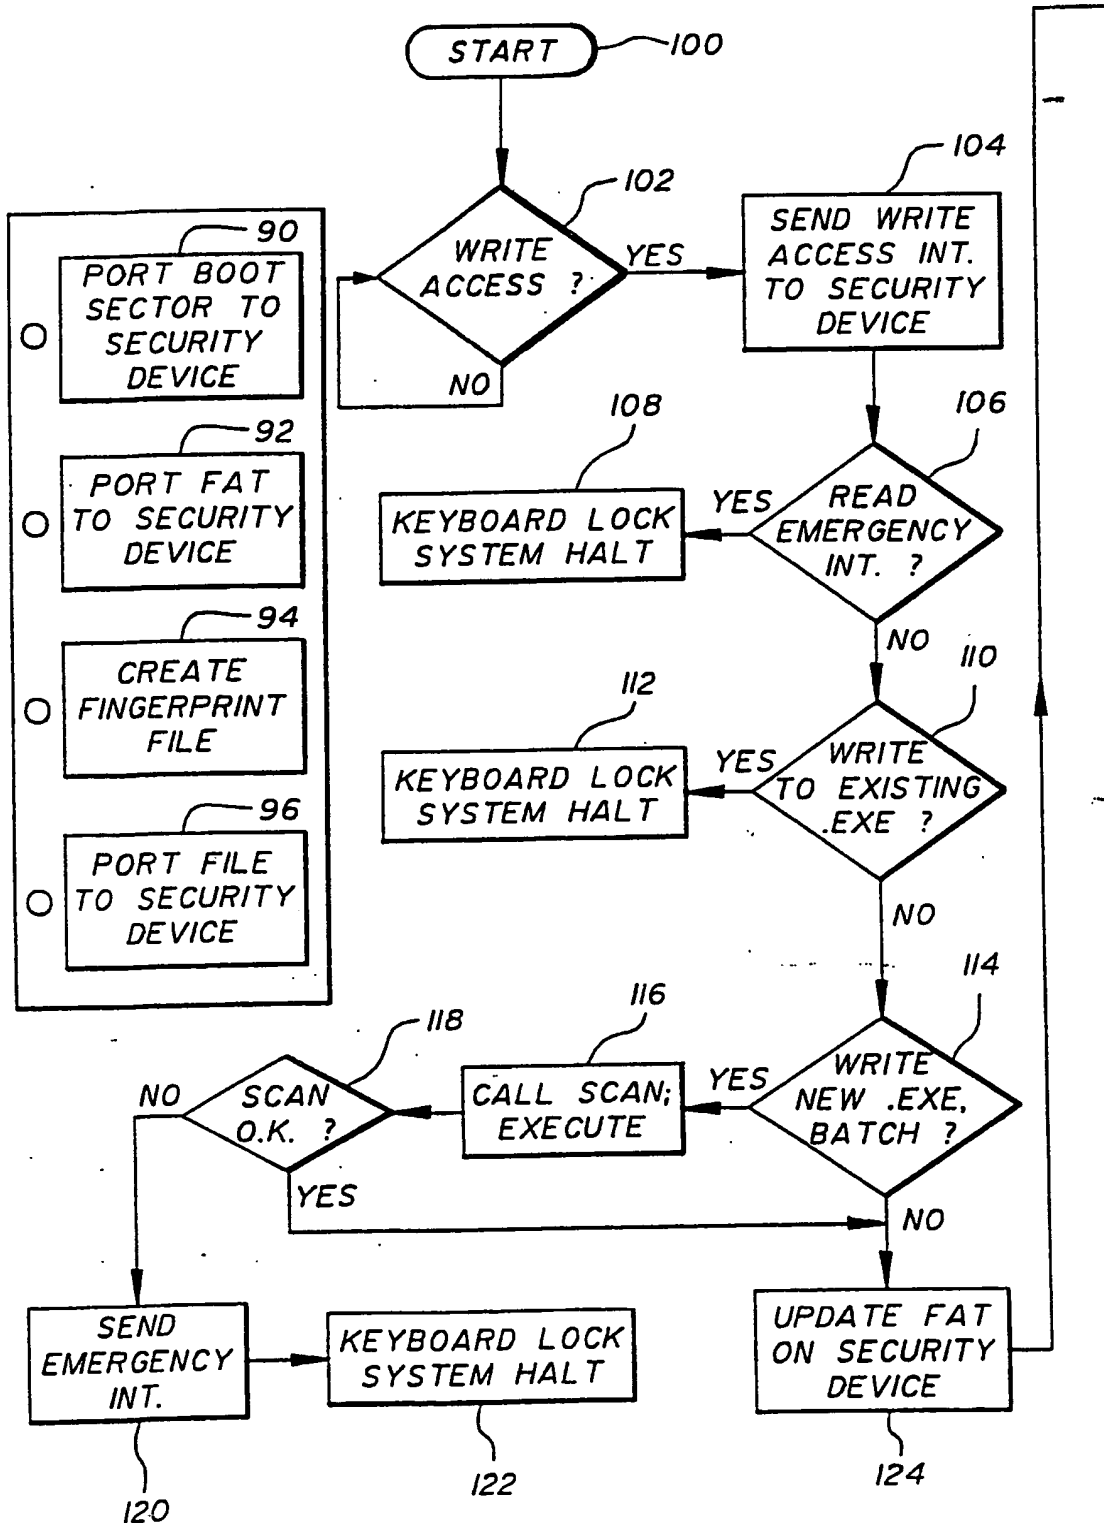 START
100
102
WRITE
ACCESS ?
YES
NO
104
SEND WRITE
ACCESS INT.
TO SECURITY
DEVICE
90
PORT BOOT
SECTOR TO
SECURITY
DEVICE
92
PORT FAT
TO SECURITY
DEVICE
94
CREATE
FINGERPRINT
FILE
96
PORT FILE
TO SECURITY
DEVICE
106
READ
EMERGENCY
INT. ?
YES
NO
108
KEYBOARD LOCK
SYSTEM HALT
110
WRITE
TO EXISTING
.EXE ?
YES
NO
112
KEYBOARD LOCK
SYSTEM HALT
114
WRITE
NEW .EXE,
BATCH ?
YES
NO
116
CALL SCAN;
EXECUTE
118
SCAN
O.K. ?
NO
YES
SEND
EMERGENCY
INT.
120
KEYBOARD LOCK
SYSTEM HALT
122
UPDATE FAT
ON SECURITY
DEVICE
124